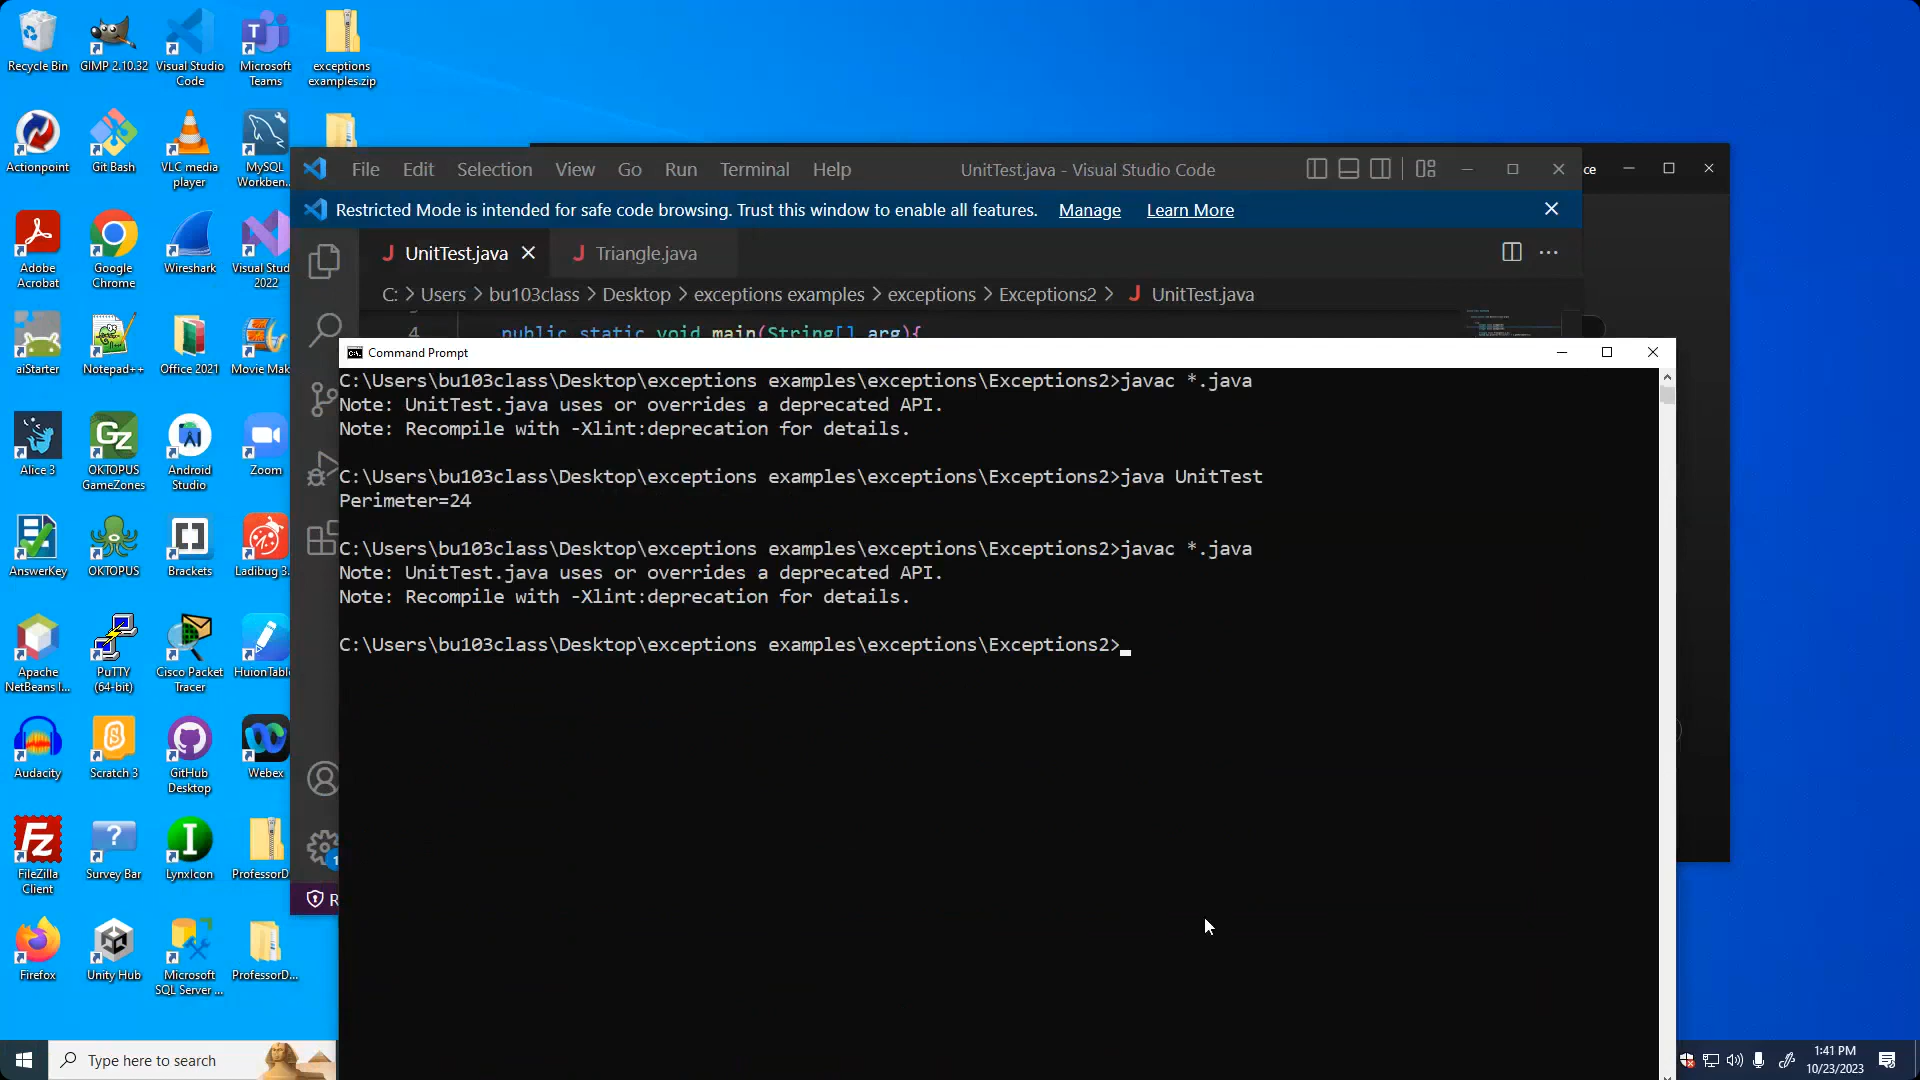 Recycle Bin
GIMP 2.10.32
Visual Studio
Code
Microsoft
Teams
exceptions
examples.zip
Actionpoint
Git Bash
VLC media
player
MySQL
Workben...
Adobe
Acrobat
Google
Chrome
Wireshark
Visual Stud
2022
aiStarter
Notepad++
Office 2021
Movie Mak
Alice 3
OKTOPUS
GameZones
Android
Studio
Zoom
AnswerKey
OKTOPUS
Brackets
Ladibug 3.
Apache
NetBeans I...
PuTTY
(64-bit)
Cisco Packet
Tracer
HuionTabl
Audacity
Scratch 3
GitHub
Desktop
Webex
FileZilla
Client
Survey Bar
LynxIcon
ProfessorD
Firefox
Unity Hub
Microsoft
SQL Server ...
ProfessorD...
File Edit Selection View Go Run Terminal Help UnitTest.java - Visual Studio Code
ce
Restricted Mode is intended for safe code browsing. Trust this window to enable all features. Manage Learn More
J UnitTest.java J Triangle.java
C: > Users > bu103class > Desktop > exceptions examples > exceptions > Exceptions2 > J UnitTest.java
4 public static void main(String[] arg){
Command Prompt
C:\Users\bu103class\Desktop\exceptions examples\exceptions\Exceptions2>javac *.java
Note: UnitTest.java uses or overrides a deprecated API.
Note: Recompile with -Xlint:deprecation for details.
C:\Users\bu103class\Desktop\exceptions examples\exceptions\Exceptions2>java UnitTest
Perimeter=24
C:\Users\bu103class\Desktop\exceptions examples\exceptions\Exceptions2>javac *.java
Note: UnitTest.java uses or overrides a deprecated API.
Note: Recompile with -Xlint:deprecation for details.
C:\Users\bu103class\Desktop\exceptions examples\exceptions\Exceptions2>
1
R
Type here to search
1:41 PM
10/23/2023